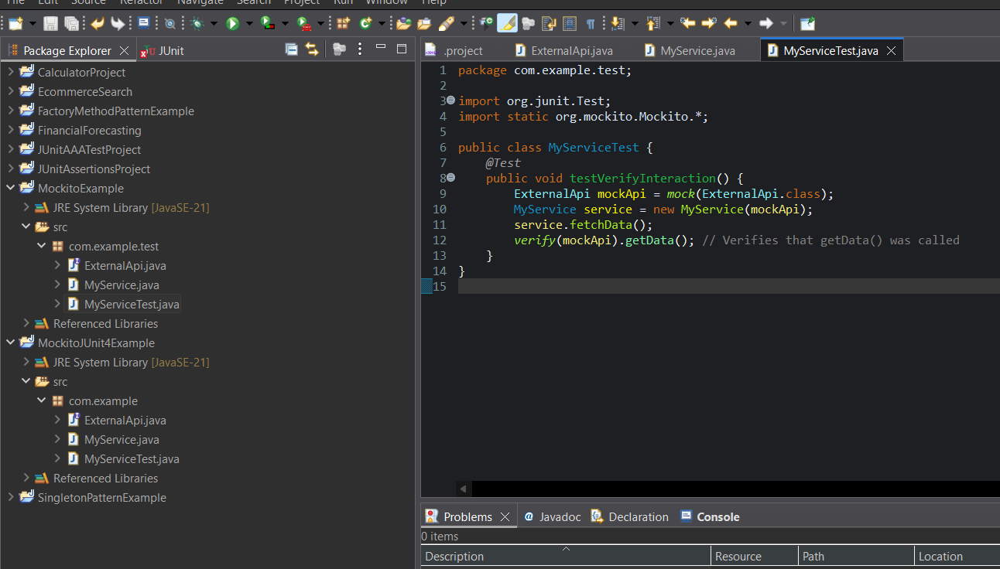 File Edit Source Refactor Navigate Search Project Run Window Help
Package Explorer
JUnit
CalculatorProject
EcommerceSearch
FactoryMethodPatternExample
FinancialForecasting
JUnitAAATestProject
JUnitAssertionsProject
MockitoExample
JRE System Library [JavaSE-21]
src
com.example.test
ExternalApi.java
MyService.java
MyServiceTest.java
Referenced Libraries
MockitoJUnit4Example
JRE System Library [JavaSE-21]
src
com.example
ExternalApi.java
MyService.java
MyServiceTest.java
Referenced Libraries
SingletonPatternExample
.project ExternalApi.java MyService.java MyServiceTest.java
1 package com.example.test;
2
3 import org.junit.Test;
4 import static org.mockito.Mockito.*;
5
6 public class MyServiceTest {
7 @Test
8 public void testVerifyInteraction() {
9 ExternalApi mockApi = mock(ExternalApi.class);
10 MyService service = new MyService(mockApi);
11 service.fetchData();
12 verify(mockApi).getData(); // Verifies that getData() was called
13 }
14 }
15
Problems Javadoc Declaration Console
0 items
Description Resource Path Location